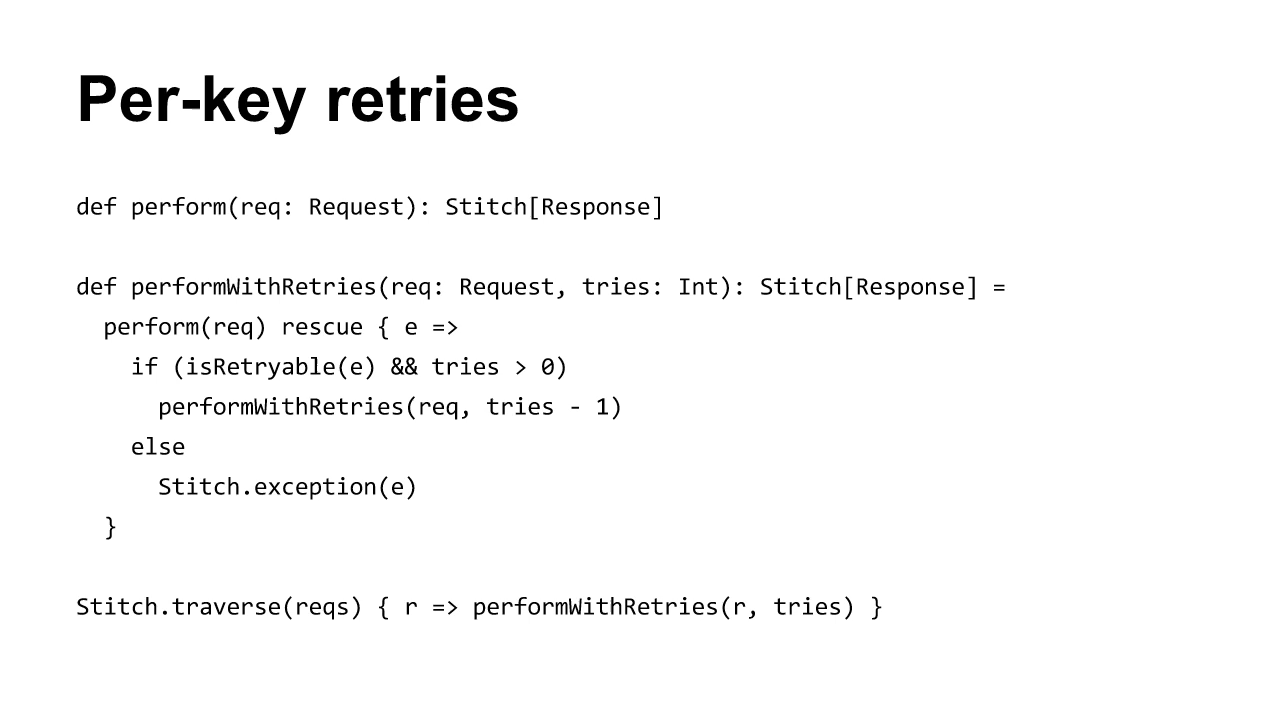 Per-key retries
def perform(req: Request): Stitch[Response]
def performWithRetries(req: Request, tries: Int): Stitch[Response] =
perform(req) rescue { e =>
if (isRetryable(e) && tries > 0)
performWithRetries(req, tries - 1)
else
Stitch.exception(e)
}
Stitch.traverse(reqs) { r => performWithRetries(r, tries) }